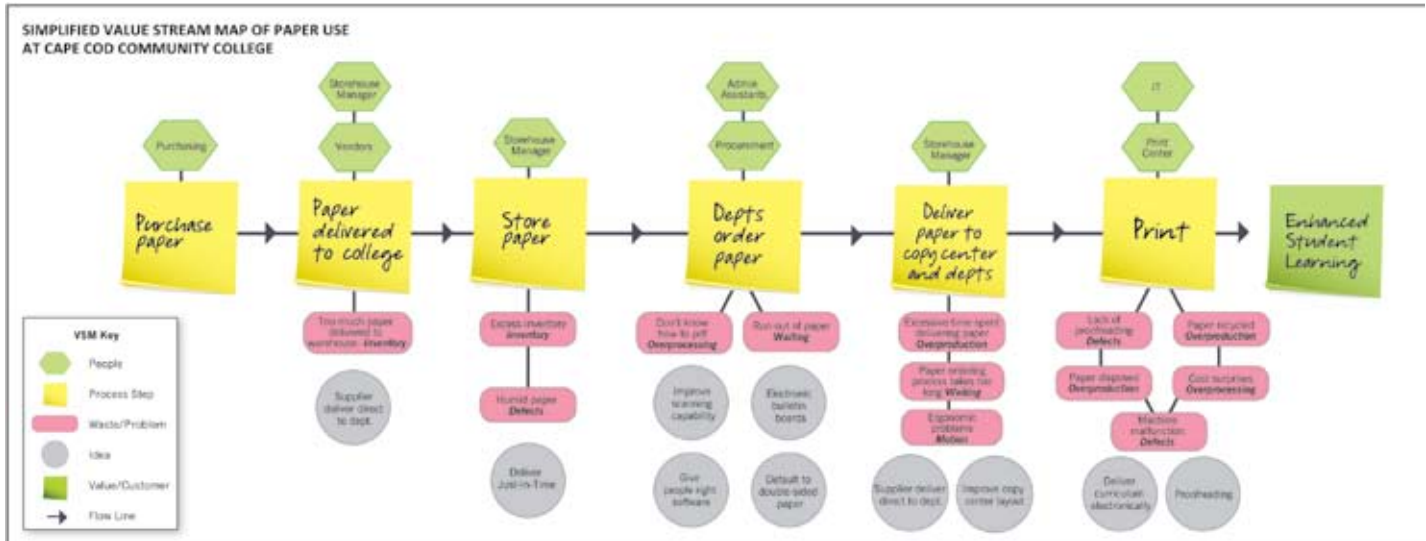 SIMPLIFIED VALUE STREAM MAP OF PAPER USE
AT CAPE COD COMMUNITY COLLEGE
Purchasing
Storehouse
Manager
Vendors
Storehouse
Manager
Admin
Assistants,
Procurement
Storehouse
Manager
IT
Print
Center
Purchase
paper
Paper
delivered
to college
Store
paper
Depts
order
paper
Deliver
paper to
copy center
and depts
Print
Enhanced
Student
Learning
Too much paper
delivered to
warehouse Inventory
Supplier
deliver direct
to dept.
Excess inventory
Inventory
Humid paper
Defects
Deliver
Just-In-Time
Don't know
how to pdf
Overprocessing
Run out of paper
Waiting
Improve
scanning
capability
Electronic
bulletin
boards
Give
people right
software
Default to
double-sided
paper
Excessive time spent
delivering paper
Overproduction
Paper ordering
process takes too
long Waiting
Ergonomic
problems
Motion
Supplier deliver
direct to dept.
Improve copy
center layout
Lack of
proofreading
Defects
Paper recycled
Overproduction
Paper disposed
Overproduction
Cost surprises
Overprocessing
Machine
malfunction
Defects
Deliver
curriculum
electronically
Proofreading
VSM Key
People
Process Step
Waste/Problem
Idea
Value/Customer
Flow Line